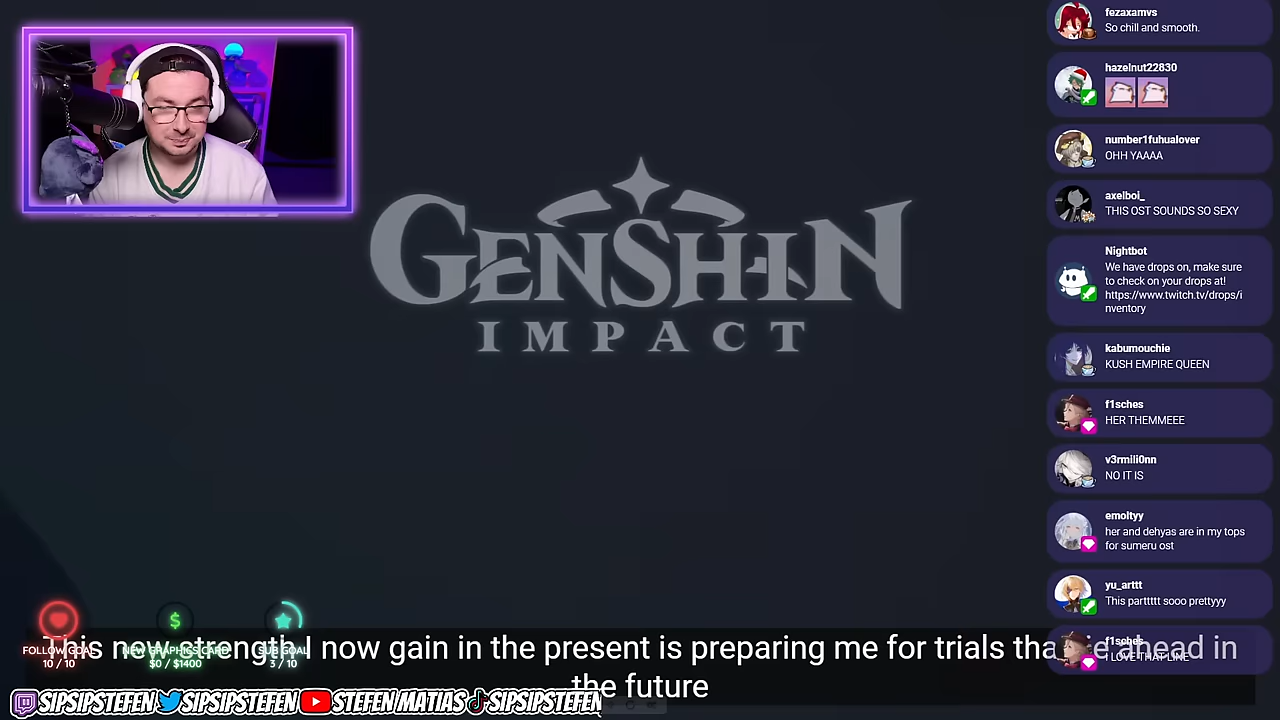 fezaxamvs
So chill and smooth.
hazelnut22830
number1fuhualover
OHH YAAAA
axelboi_
THIS OST SOUNDS SO SEXY
Nightbot
We have drops on, make sure
to check on your drops at!
https://www.twitch.tv/drops/i
nventory
kabumouchie
KUSH EMPIRE QUEEN
f1sches
HER THEMMEEE
v3rmili0nn
NO IT IS
emoltyy
her and dehyas are in my tops
for sumeru ost
yu_arttt
This parttttt sooo prettyyy
f1sches
I LOVE THAT LINE
GENSHIN
IMPACT
FOLLOW GOAL
10 / 10
$
NEW GRAPHICS CARD
$0 / $1400
SUB GOAL
3 / 10
This new strength I now gain in the present is preparing me for trials ahead in
the future
SIPSIPSTEFEN SIPSIPSTEFEN STEFEN MATIAS SIPSIPSTEFEN